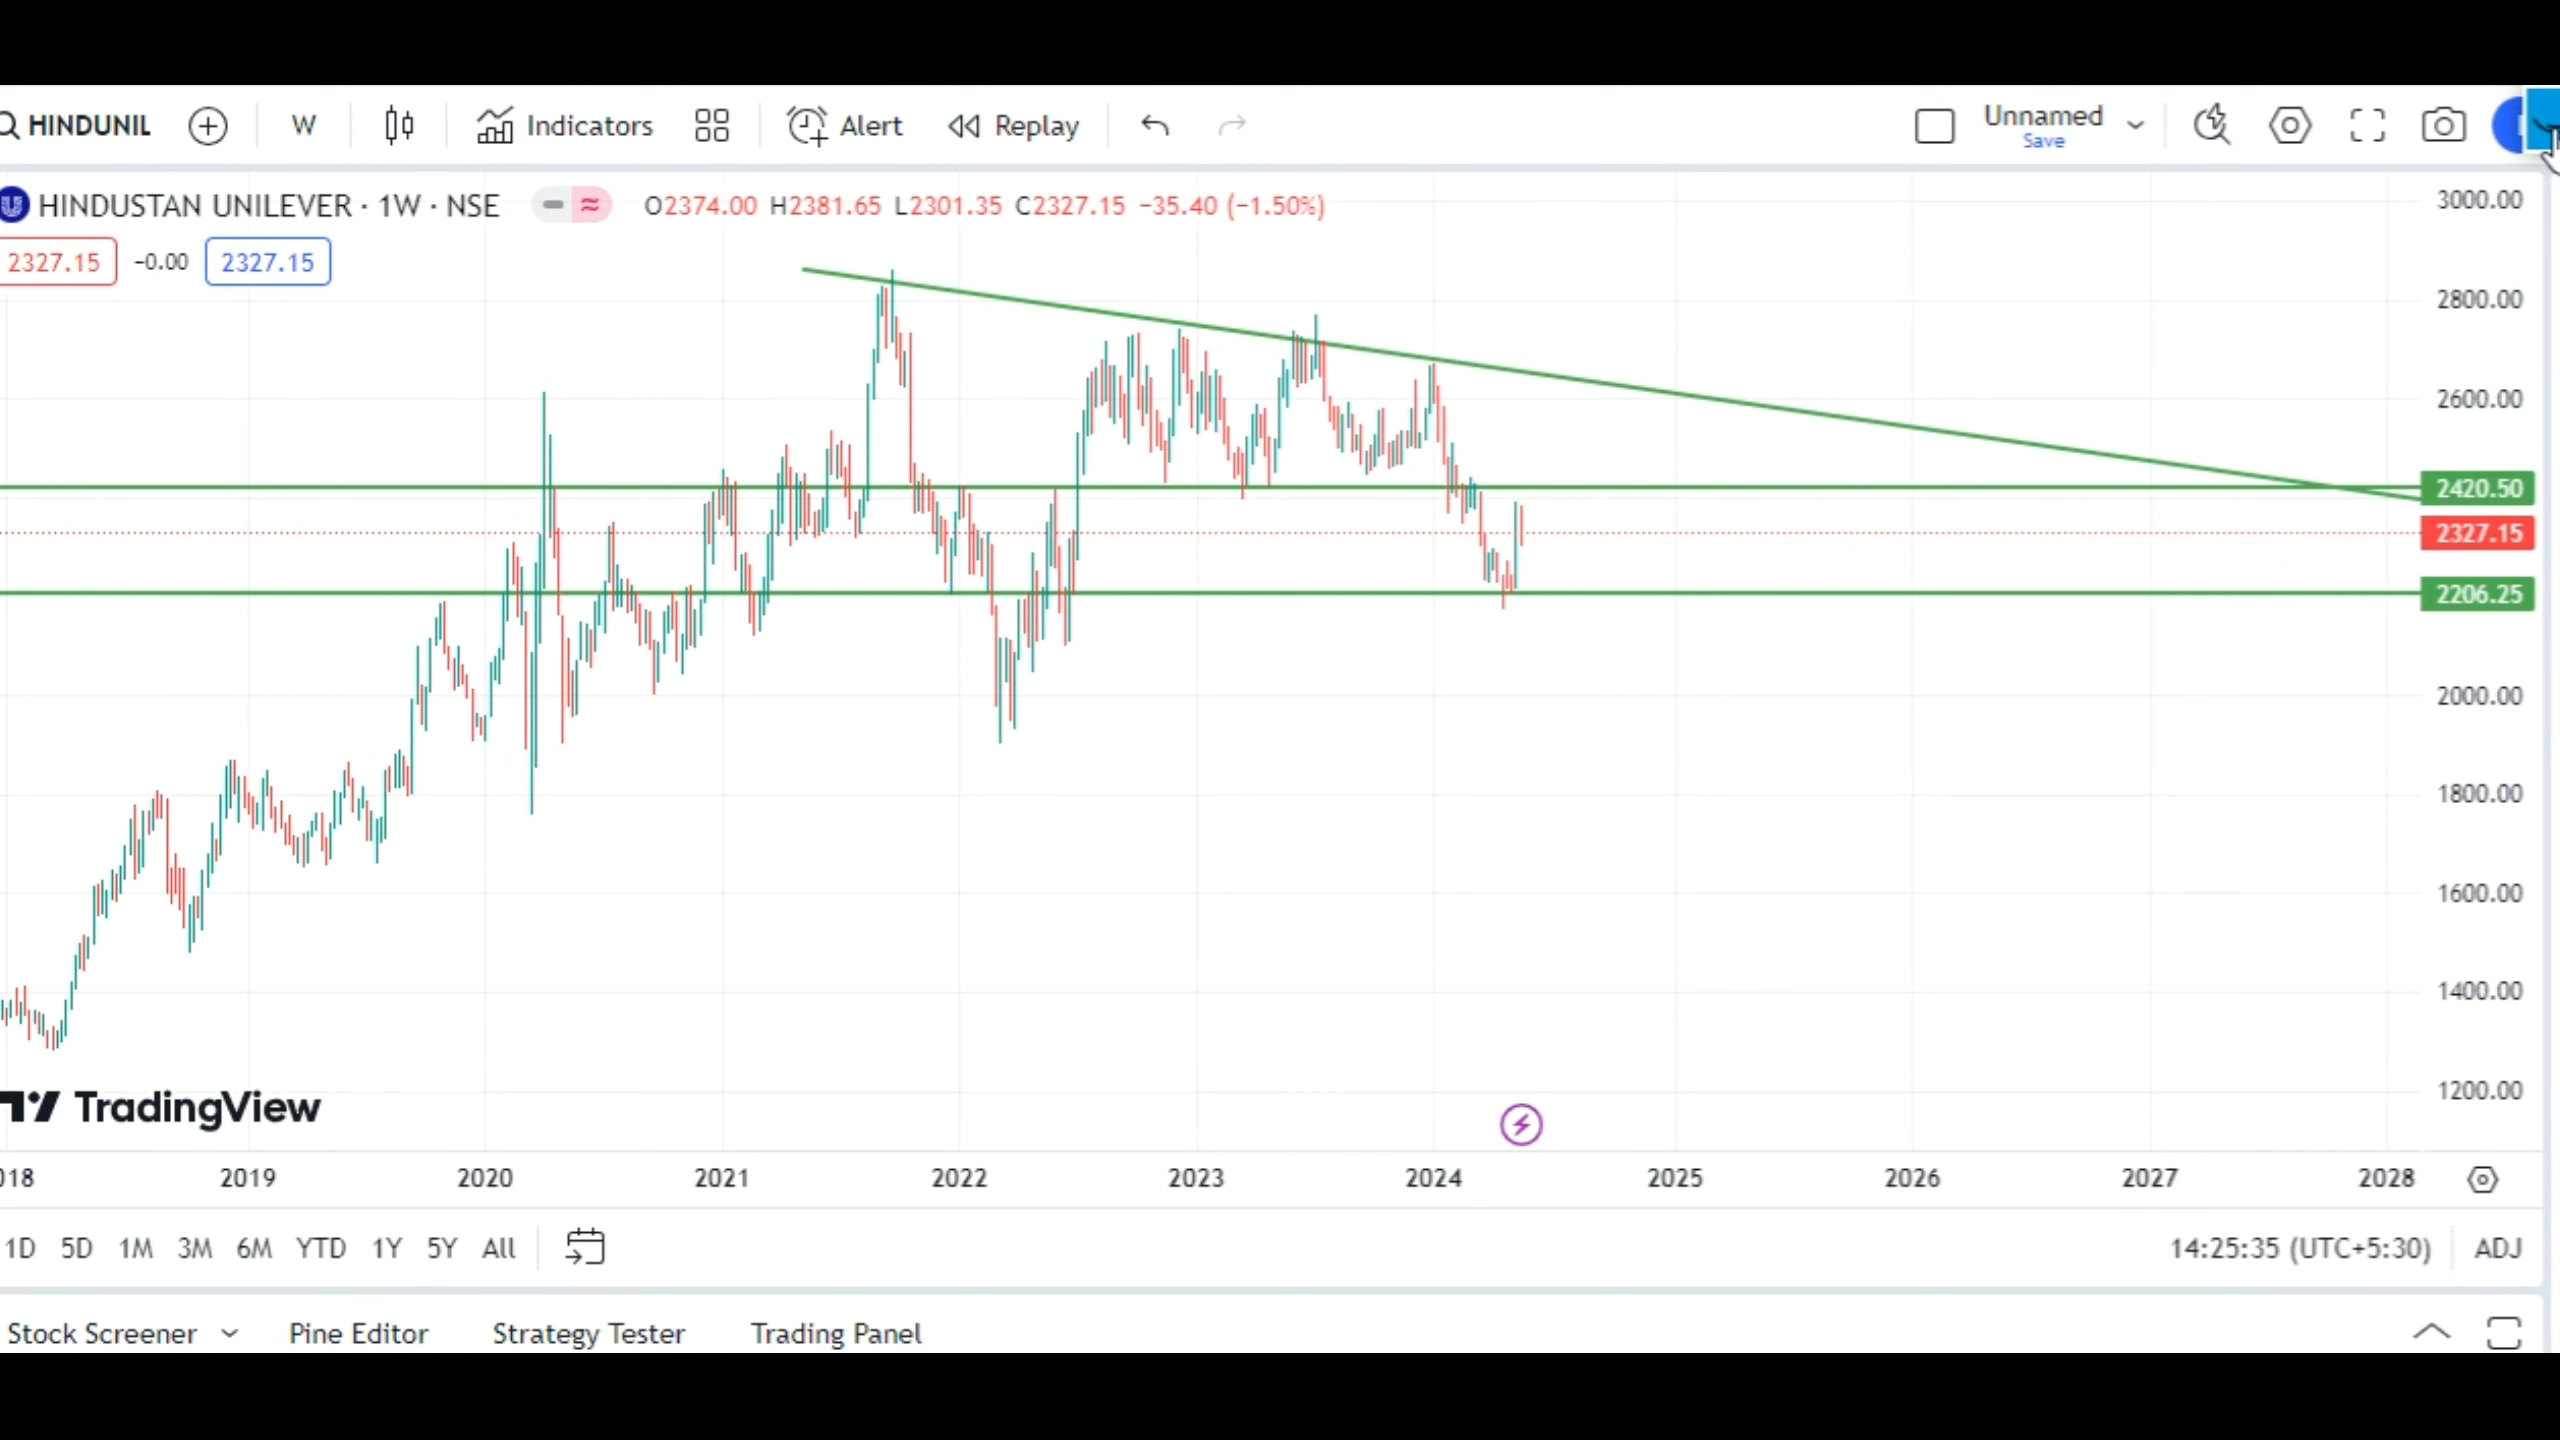 HINDUNIL W Indicators Alert Replay Unnamed
Save
HINDUSTAN UNILEVER · 1W · NSE O2374.00 H2381.65 L2301.35 C2327.15 −35.40 (−1.50%)
2327.15 −0.00 2327.15
3000.00
2800.00
2600.00
2420.50
2327.15
2206.25
2000.00
1800.00
1600.00
1400.00
1200.00
TradingView
018 2019 2020 2021 2022 2023 2024 2025 2026 2027 2028
1D 5D 1M 3M 6M YTD 1Y 5Y All 14:25:35 (UTC+5:30) ADJ
Stock Screener Pine Editor Strategy Tester Trading Panel